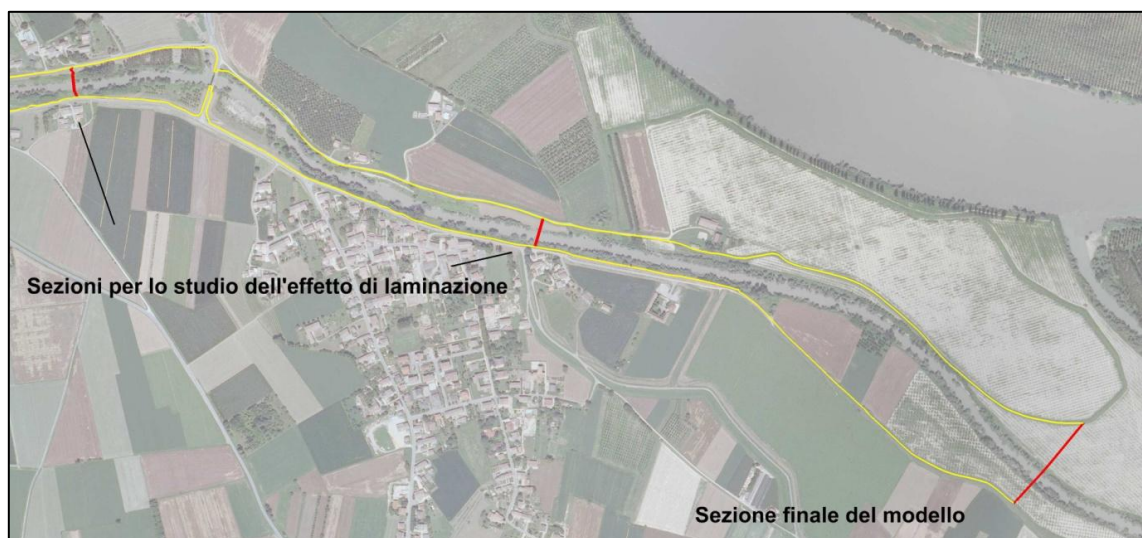 Sezioni per lo studio dell'effetto di laminazione
Sezione finale del modello